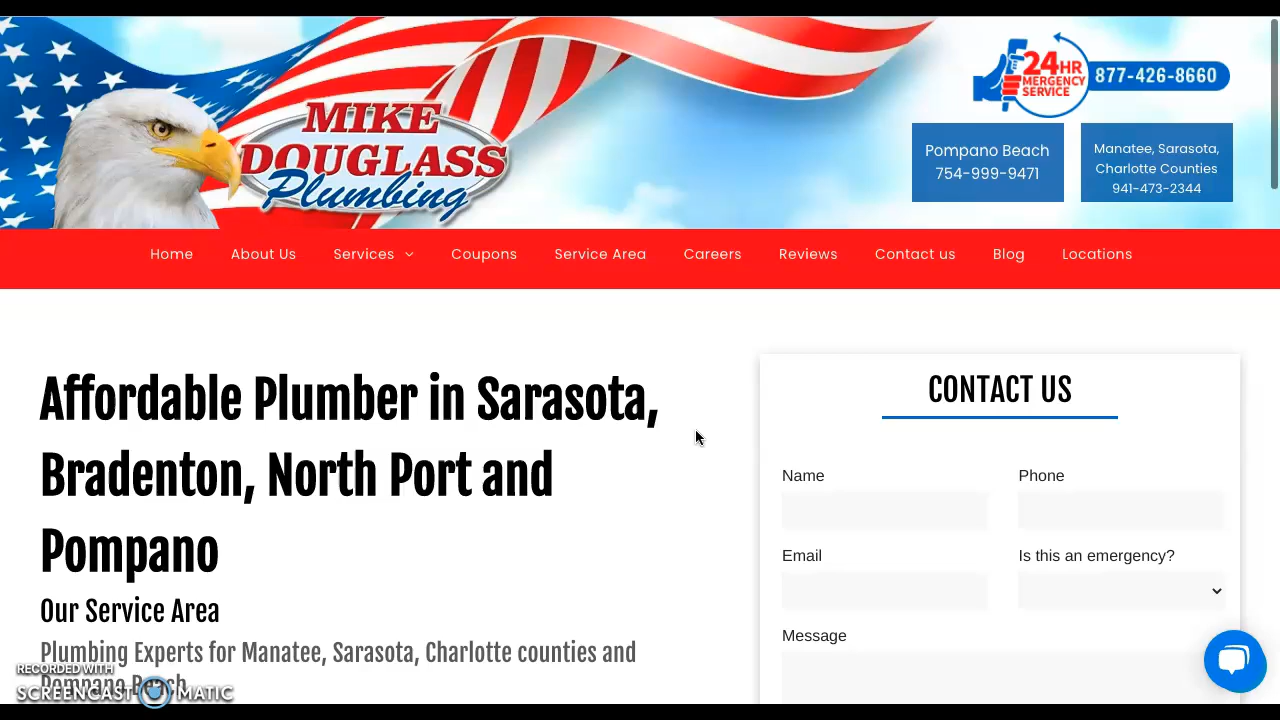 MIKE
DOUGLASS
Plumbing
24HR
EMERGENCY
SERVICE
877-426-8660
Pompano Beach
754-999-9471
Manatee, Sarasota,
Charlotte Counties
941-473-2344
Home About Us Services Coupons Service Area Careers Reviews Contact us Blog Locations
Affordable Plumber in Sarasota,
Bradenton, North Port and
Pompano
Our Service Area
Plumbing Experts for Manatee, Sarasota, Charlotte counties and
Pompano Beach
CONTACT US
Name Phone
Email Is this an emergency?
Message
RECORDED WITH
SCREENCAST MATIC